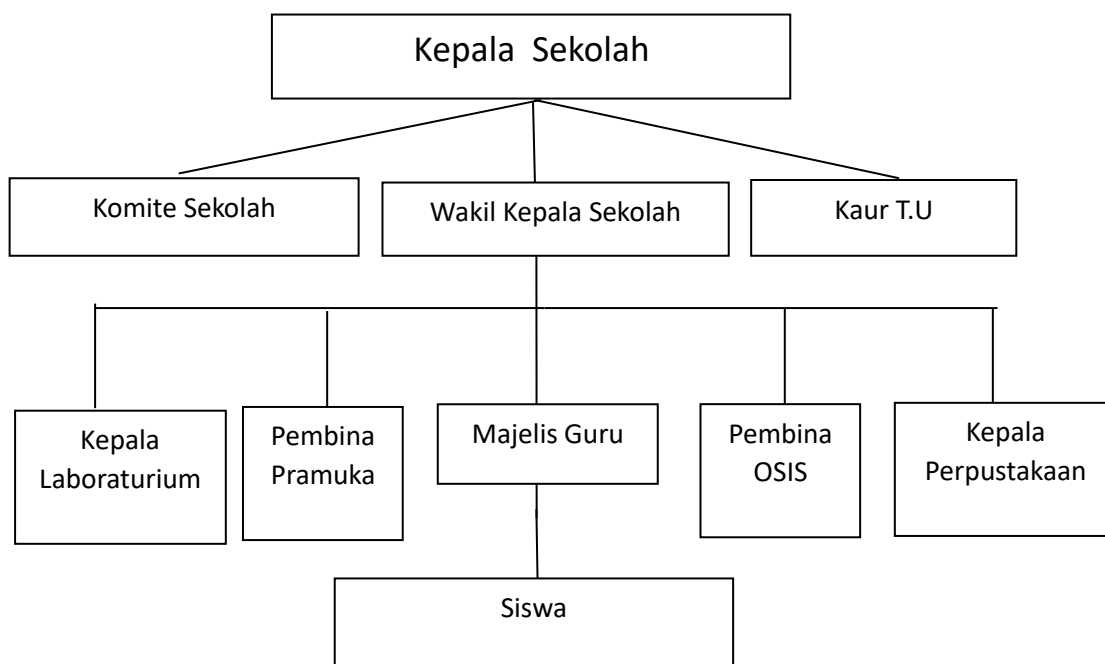 Kepala  Sekolah
Komite Sekolah
Wakil Kepala Sekolah
Kaur T.U
Kepala
Laboraturium
Pembina
Pramuka
Majelis Guru
Pembina
OSIS
Kepala
Perpustakaan
Siswa